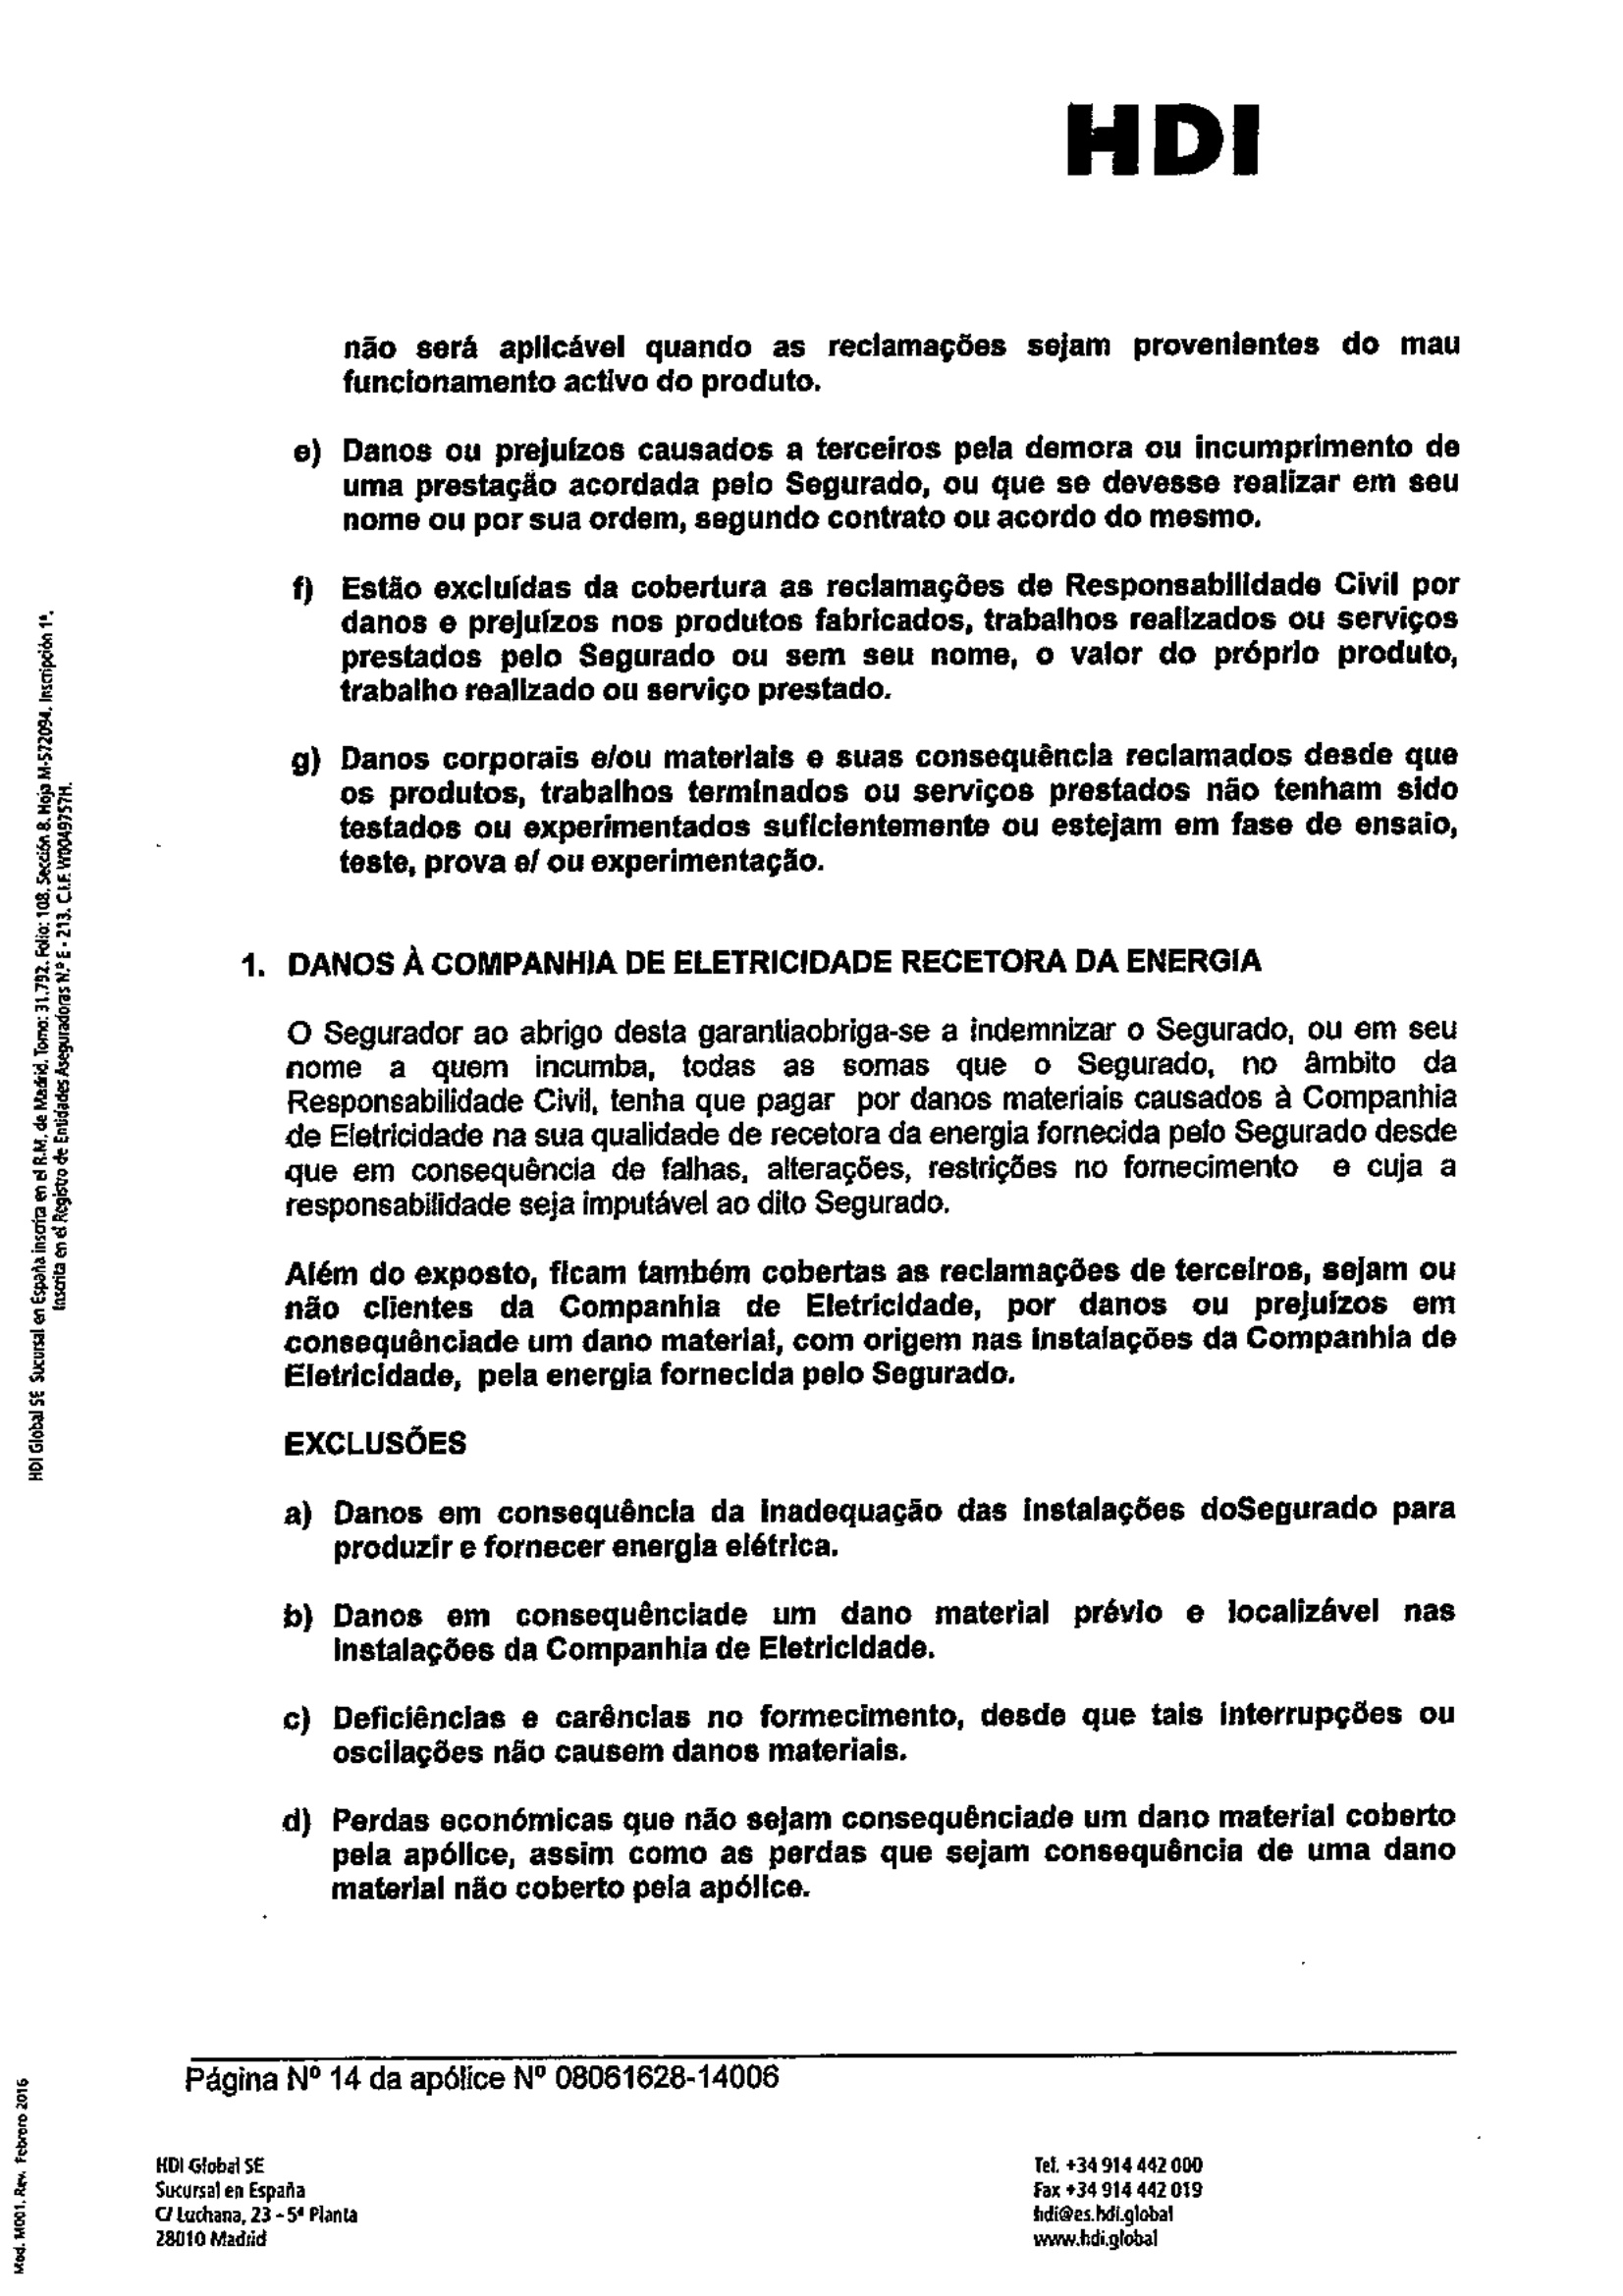 HDI
não será aplicável quando as reclamações sejam provenientes do mau
funcionamento activo do produto.
e) Danos ou prejuízos causados a terceiros pela demora ou incumprimento de
uma prestação acordada pelo Segurado, ou que se devesse realizar em seu
nome ou por sua ordem, segundo contrato ou acordo do mesmo.
f) Estão excluídas da cobertura as reclamações de Responsabilidade Civil por
danos e prejuízos nos produtos fabricados, trabalhos realizados ou serviços
prestados pelo Segurado ou sem seu nome, o valor do próprio produto,
trabalho realizado ou serviço prestado.
g) Danos corporais e/ou materiais e suas consequência reclamados desde que
os produtos, trabalhos terminados ou serviços prestados não tenham sido
testados ou experimentados suficientemente ou estejam em fase de ensaio,
teste, prova e/ ou experimentação.
1. DANOS À COMPANHIA DE ELETRICIDADE RECETORA DA ENERGIA
O Segurador ao abrigo desta garantiaobriga-se a indemnizar o Segurado, ou em seu
nome a quem incumba, todas as somas que o Segurado, no âmbito da
Responsabilidade Civil, tenha que pagar por danos materiais causados à Companhia
de Eletricidade na sua qualidade de recetora da energia fornecida pelo Segurado desde
que em consequência de falhas, alterações, restrições no fornecimento e cuja a
responsabilidade seja imputável ao dito Segurado.
Além do exposto, ficam também cobertas as reclamações de terceiros, sejam ou
não clientes da Companhia de Eletricidade, por danos ou prejuízos em
consequênciade um dano material, com origem nas instalações da Companhia de
Eletricidade, pela energia fornecida pelo Segurado.
EXCLUSÕES
a) Danos em consequência da inadequação das instalações doSegurado para
produzir e fornecer energia elétrica.
b) Danos em consequênciade um dano material prévio e localizável nas
instalações da Companhia de Eletricidade.
c) Deficiências e carências no formecimento, desde que tais interrupções ou
oscilações não causem danos materiais.
d) Perdas económicas que não sejam consequênciade um dano material coberto
pela apólice, assim como as perdas que sejam consequência de uma dano
material não coberto pela apólice.
Página Nº 14 da apólice Nº 08061628-14006
HDI Global SE
Sucursal en España
C/ Luchana, 23 - 5ª Planta
28010 Madrid
Tel. +34 914 442 000
Fax +34 914 442 019
hdi@es.hdi.global
www.hdi.global
HDI Global SE Sucursal en España inscrita en el R.M. de Madrid. Tomo: 31.792. Folio: 108. Sección 8. Hoja M-572094. Inscripción 1ª.
Inscrita en el Registro de Entidades Aseguradoras N.º E - 213. C.I.F. W0049757H.
Mod. M001. Rev. Febrero 2016